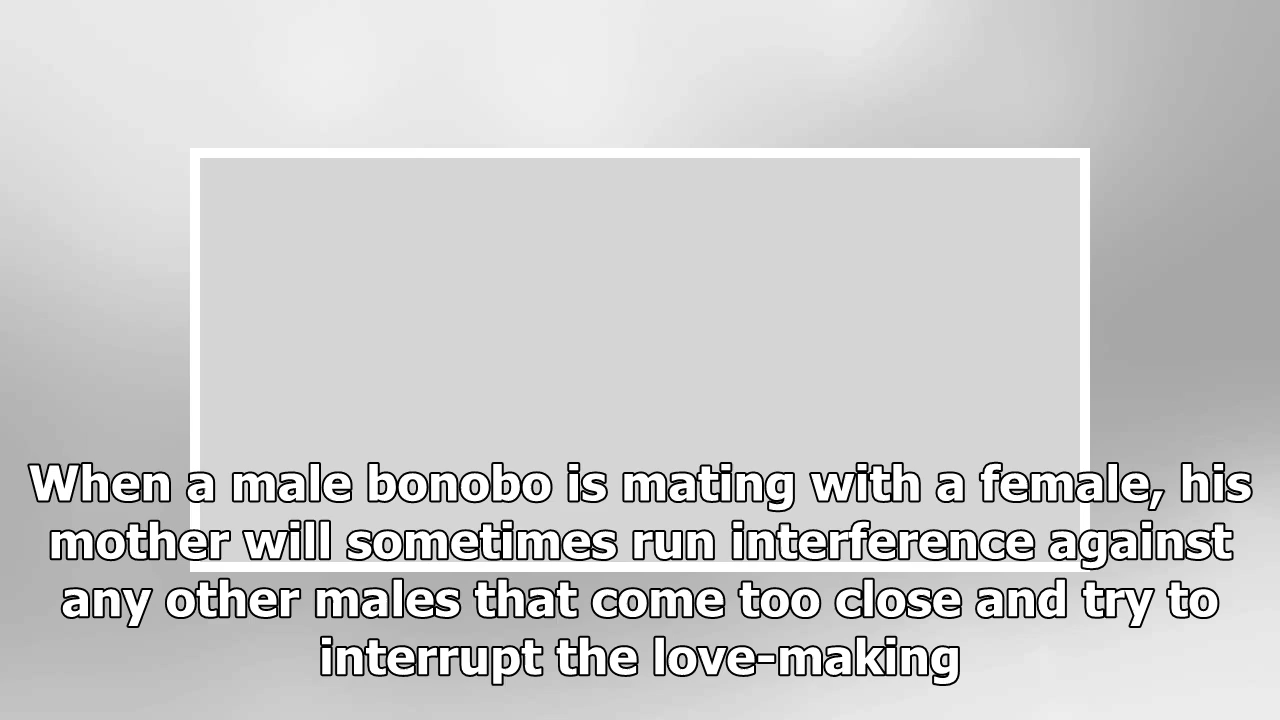 When a male bonobo is mating with a female, his
mother will sometimes run interference against
any other males that come too close and try to
interrupt the love-making